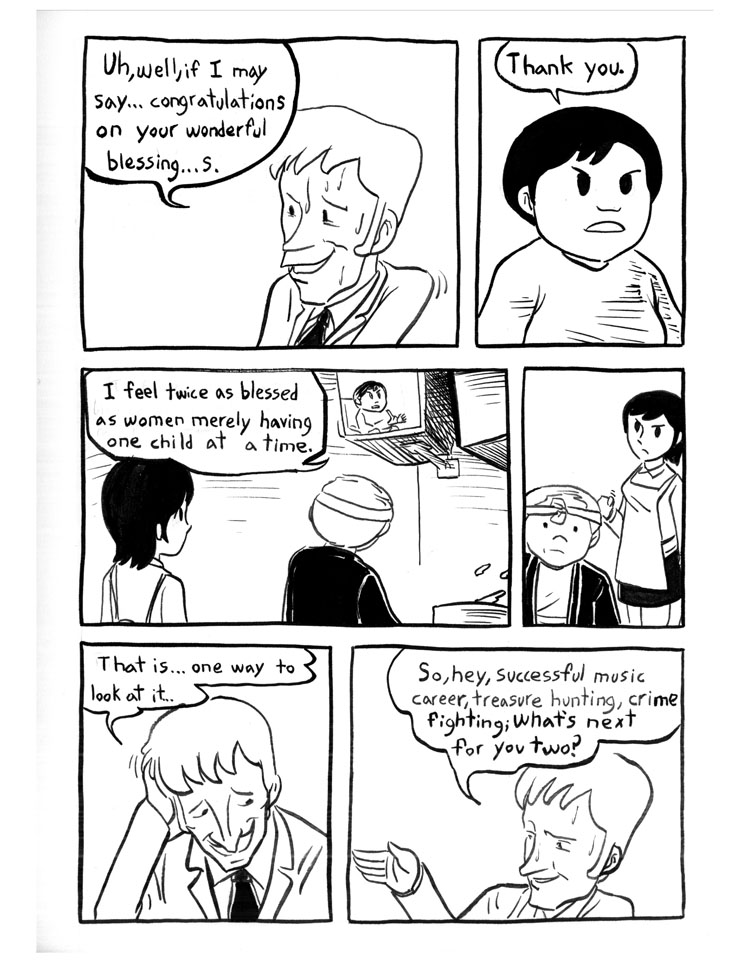 Uh, well, if I may
say... congratulations
on your wonderful
blessing...s.
Thank you.
I feel twice as blessed
as women merely having
one child at a time.
That is... one way to
look at it..
So, hey, successful music
career, treasure hunting, crime
fighting; What's next
for you two?